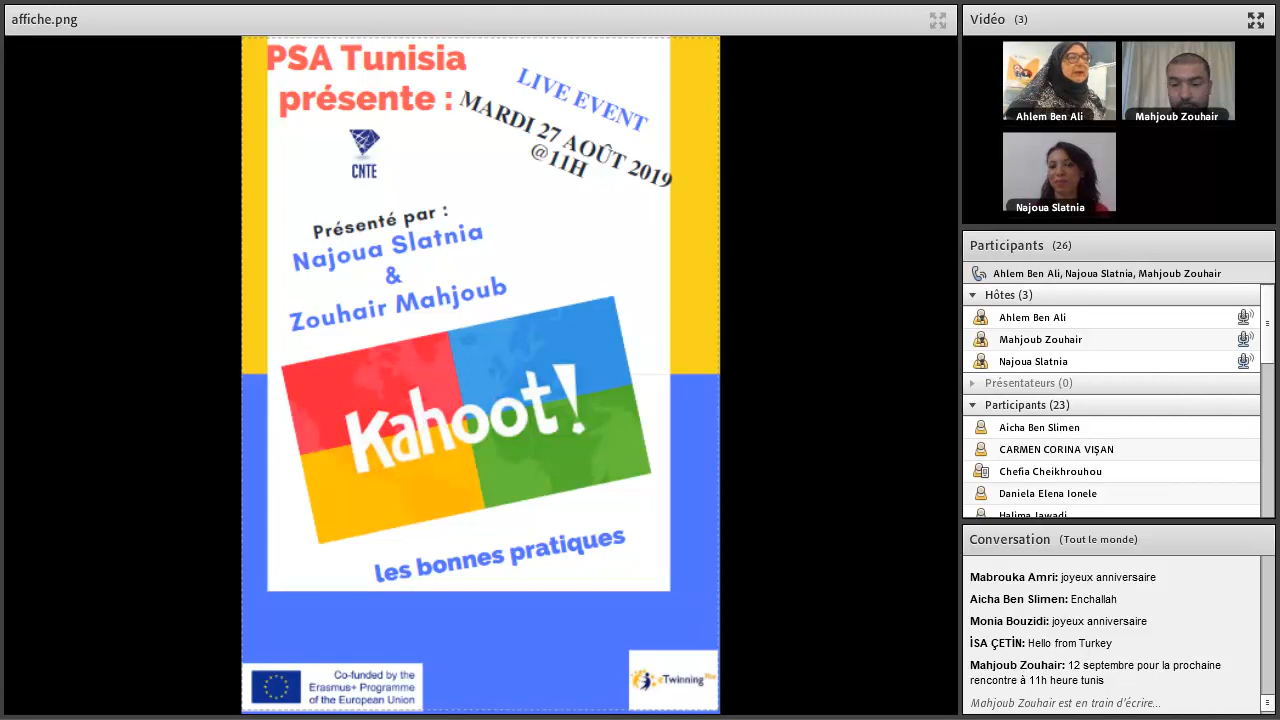 affiche.png
PSA Tunisia
présente :
LIVE EVENT
MARDI 27 AOÛT 2019
@11H
CNTE
Présenté par :
Najoua Slatnia
&
Zouhair Mahjoub
Kahoot!
les bonnes pratiques
Co-funded by the
Erasmus+ Programme
of the European Union
eTwinning Plus
Vidéo (3)
Ahlem Ben Ali
Mahjoub Zouhair
Najoua Slatnia
Participants (26)
Ahlem Ben Ali, Najoua Slatnia, Mahjoub Zouhair
Hôtes (3)
Ahlem Ben Ali
Mahjoub Zouhair
Najoua Slatnia
Présentateurs (0)
Participants (23)
Aicha Ben Slimen
CARMEN CORINA VIȘAN
Chefia Cheikhrouhou
Daniela Elena Ionele
Halima Jawadi
Conversation (Tout le monde)
Mabrouka Amri: joyeux anniversaire
Aicha Ben Slimen: Enchallah
Monia Bouzidi: joyeux anniversaire
İSA ÇETİN: Hello from Turkey
Mahjoub Zouhair: 12 septembre pour la prochaine
rencontre à 11h heure tunis
Mahjoub Zouhair est en train d'écrire...